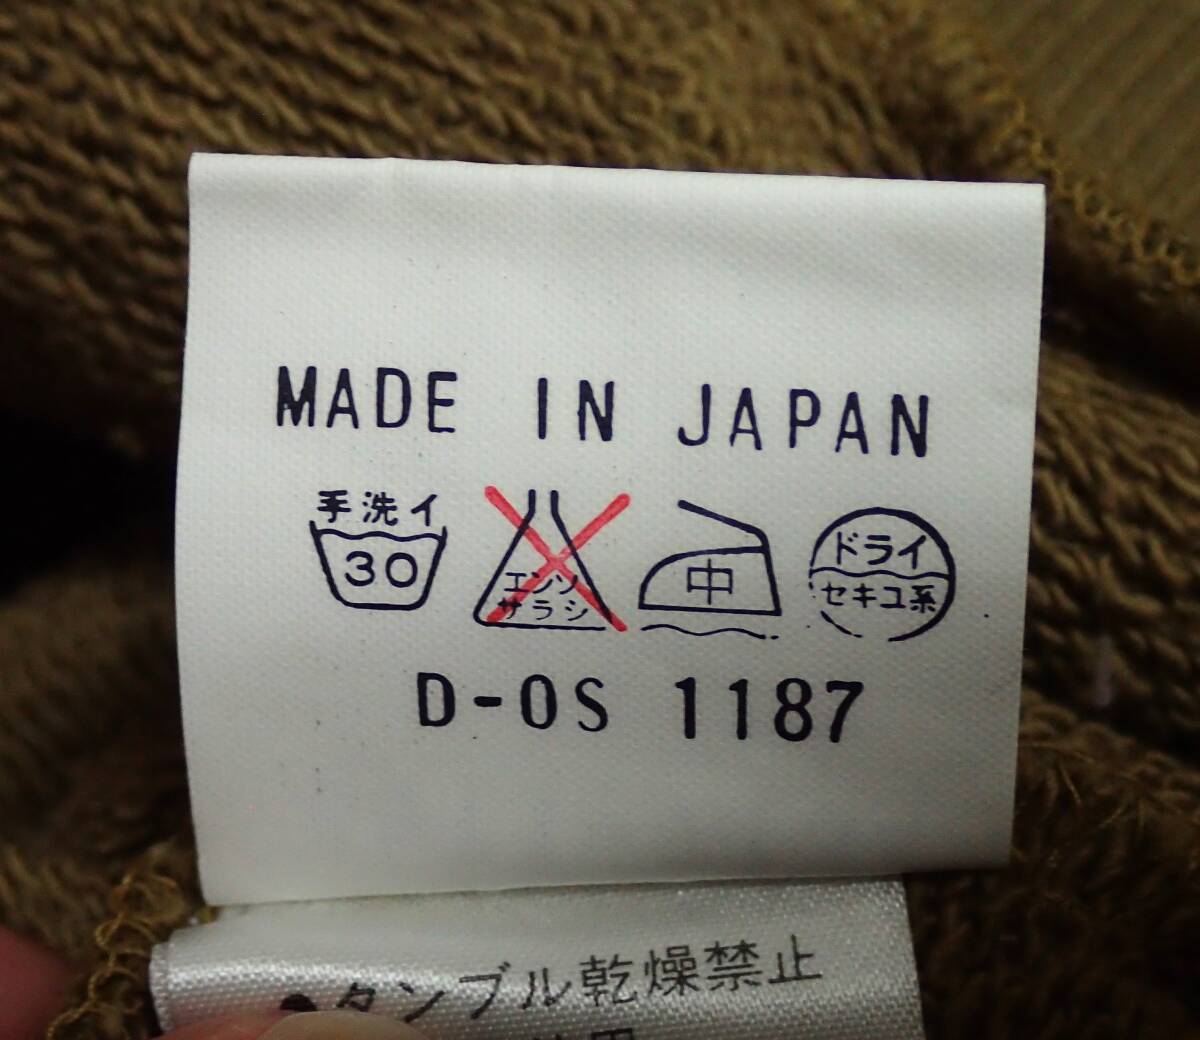 MADE IN JAPAN
手洗イ
30
エンソ
サラシ
中
ドライ
セキユ系
D-OS 1187
●タンブル乾燥禁止